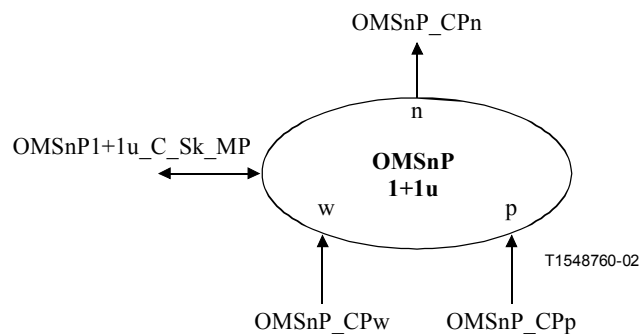 OMSnP_CPn
n
OMSnP1+1u_C_Sk_MP
OMSnP
1+1u
w
p
T1548760-02
OMSnP_CPw
OMSnP_CPp